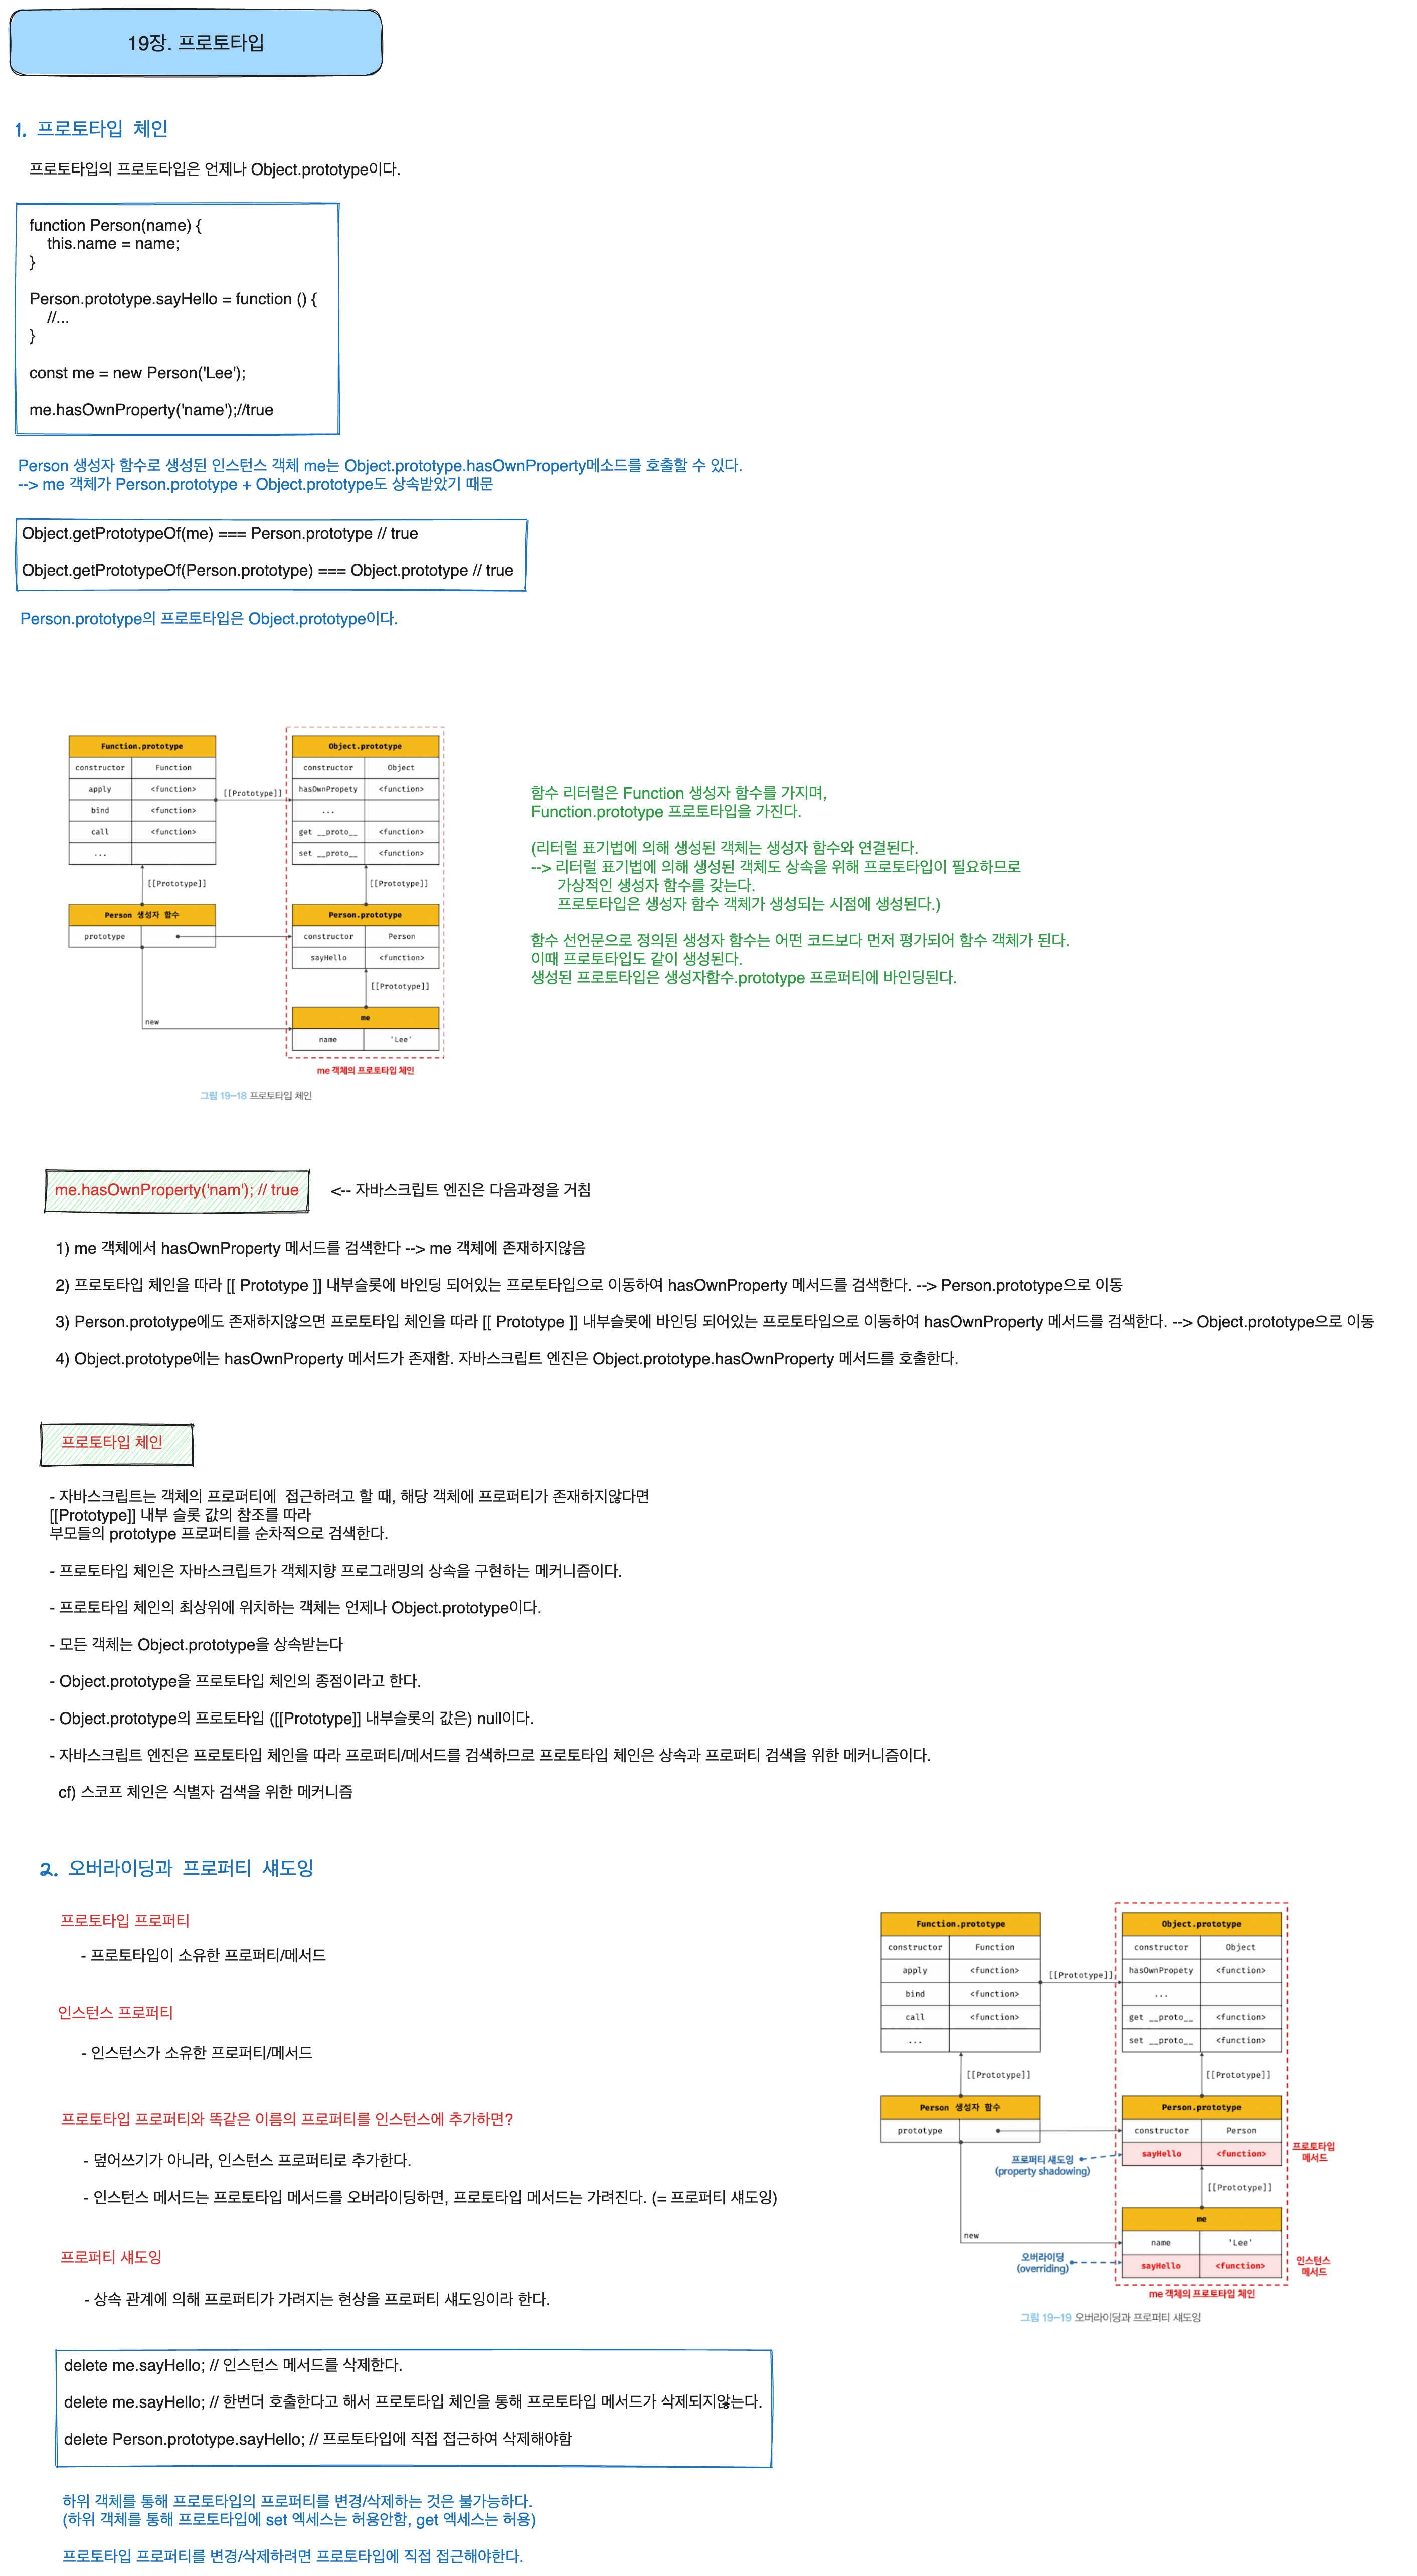 19장. 프로토타입
1. 프로토타입 체인
프로토타입의 프로토타입은 언제나 Object.prototype이다.
function Person(name) {
this.name = name;
}
Person.prototype.sayHello = function () {
//...
}
const me = new Person('Lee');
me.hasOwnProperty('name');//true
Person 생성자 함수로 생성된 인스턴스 객체 me는 Object.prototype.hasOwnProperty메소드를 호출할 수 있다.
--> me 객체가 Person.prototype + Object.prototype도 상속받았기 때문
Object.getPrototypeOf(me) === Person.prototype // true
Object.getPrototypeOf(Person.prototype) === Object.prototype // true
Person.prototype의 프로토타입은 Object.prototype이다.
Function.prototype
constructor Function
apply <function>
bind <function>
call <function>
...
[[Prototype]]
Object.prototype
constructor Object
hasOwnPropety <function>
...
get __proto__ <function>
set __proto__ <function>
[[Prototype]]
[[Prototype]]
Person 생성자 함수
prototype
Person.prototype
constructor Person
sayHello <function>
[[Prototype]]
new
me
name 'Lee'
me 객체의 프로토타입 체인
그림 19-18 프로토타입 체인
함수 리터럴은 Function 생성자 함수를 가지며,
Function.prototype 프로토타입을 가진다.
(리터럴 표기법에 의해 생성된 객체는 생성자 함수와 연결된다.
--> 리터럴 표기법에 의해 생성된 객체도 상속을 위해 프로토타입이 필요하므로
가상적인 생성자 함수를 갖는다.
프로토타입은 생성자 함수 객체가 생성되는 시점에 생성된다.)
함수 선언문으로 정의된 생성자 함수는 어떤 코드보다 먼저 평가되어 함수 객체가 된다.
이때 프로토타입도 같이 생성된다.
생성된 프로토타입은 생성자함수.prototype 프로퍼티에 바인딩된다.
me.hasOwnProperty('nam'); // true
<-- 자바스크립트 엔진은 다음과정을 거침
1) me 객체에서 hasOwnProperty 메서드를 검색한다 --> me 객체에 존재하지않음
2) 프로토타입 체인을 따라 [[ Prototype ]] 내부슬롯에 바인딩 되어있는 프로토타입으로 이동하여 hasOwnProperty 메서드를 검색한다. --> Person.prototype으로 이동
3) Person.prototype에도 존재하지않으면 프로토타입 체인을 따라 [[ Prototype ]] 내부슬롯에 바인딩 되어있는 프로토타입으로 이동하여 hasOwnProperty 메서드를 검색한다. --> Object.prototype으로 이동
4) Object.prototype에는 hasOwnProperty 메서드가 존재함. 자바스크립트 엔진은 Object.prototype.hasOwnProperty 메서드를 호출한다.
프로토타입 체인
- 자바스크립트는 객체의 프로퍼티에 접근하려고 할 때, 해당 객체에 프로퍼티가 존재하지않다면
[[Prototype]] 내부 슬롯 값의 참조를 따라
부모들의 prototype 프로퍼티를 순차적으로 검색한다.
- 프로토타입 체인은 자바스크립트가 객체지향 프로그래밍의 상속을 구현하는 메커니즘이다.
- 프로토타입 체인의 최상위에 위치하는 객체는 언제나 Object.prototype이다.
- 모든 객체는 Object.prototype을 상속받는다
- Object.prototype을 프로토타입 체인의 종점이라고 한다.
- Object.prototype의 프로토타입 ([[Prototype]] 내부슬롯의 값은) null이다.
- 자바스크립트 엔진은 프로토타입 체인을 따라 프로퍼티/메서드를 검색하므로 프로토타입 체인은 상속과 프로퍼티 검색을 위한 메커니즘이다.
cf) 스코프 체인은 식별자 검색을 위한 메커니즘
2. 오버라이딩과 프로퍼티 섀도잉
프로토타입 프로퍼티
- 프로토타입이 소유한 프로퍼티/메서드
인스턴스 프로퍼티
- 인스턴스가 소유한 프로퍼티/메서드
프로토타입 프로퍼티와 똑같은 이름의 프로퍼티를 인스턴스에 추가하면?
- 덮어쓰기가 아니라, 인스턴스 프로퍼티로 추가한다.
- 인스턴스 메서드는 프로토타입 메서드를 오버라이딩하면, 프로토타입 메서드는 가려진다. (= 프로퍼티 섀도잉)
프로퍼티 섀도잉
- 상속 관계에 의해 프로퍼티가 가려지는 현상을 프로퍼티 섀도잉이라 한다.
Function.prototype
constructor Function
apply <function>
bind <function>
call <function>
...
[[Prototype]]
Object.prototype
constructor Object
hasOwnPropety <function>
...
get __proto__ <function>
set __proto__ <function>
[[Prototype]]
[[Prototype]]
Person 생성자 함수
prototype
Person.prototype
constructor Person
sayHello <function>
프로토타입
메서드
프로퍼티 섀도잉
(property shadowing)
[[Prototype]]
new
me
name 'Lee'
sayHello <function>
오버라이딩
(overriding)
인스턴스
메서드
me 객체의 프로토타입 체인
그림 19-19 오버라이딩과 프로퍼티 섀도잉
delete me.sayHello; // 인스턴스 메서드를 삭제한다.
delete me.sayHello; // 한번더 호출한다고 해서 프로토타입 체인을 통해 프로토타입 메서드가 삭제되지않는다.
delete Person.prototype.sayHello; // 프로토타입에 직접 접근하여 삭제해야함
하위 객체를 통해 프로토타입의 프로퍼티를 변경/삭제하는 것은 불가능하다.
(하위 객체를 통해 프로토타입에 set 엑세스는 허용안함, get 엑세스는 허용)
프로토타입 프로퍼티를 변경/삭제하려면 프로토타입에 직접 접근해야한다.